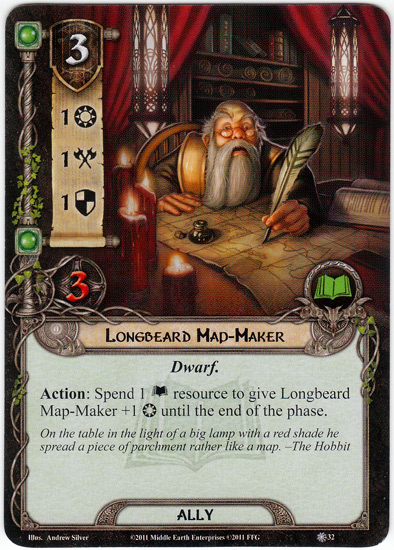 3
1
1
1
3
Longbeard Map-Maker
Dwarf.
Action: Spend 1 resource to give Longbeard
Map-Maker +1 until the end of the phase.
On the table in the light of a big lamp with a red shade he
spread a piece of parchment rather like a map. –The Hobbit
ALLY
Illus. Andrew Silver ©2011 Middle Earth Enterprises ©2011 FFG 32